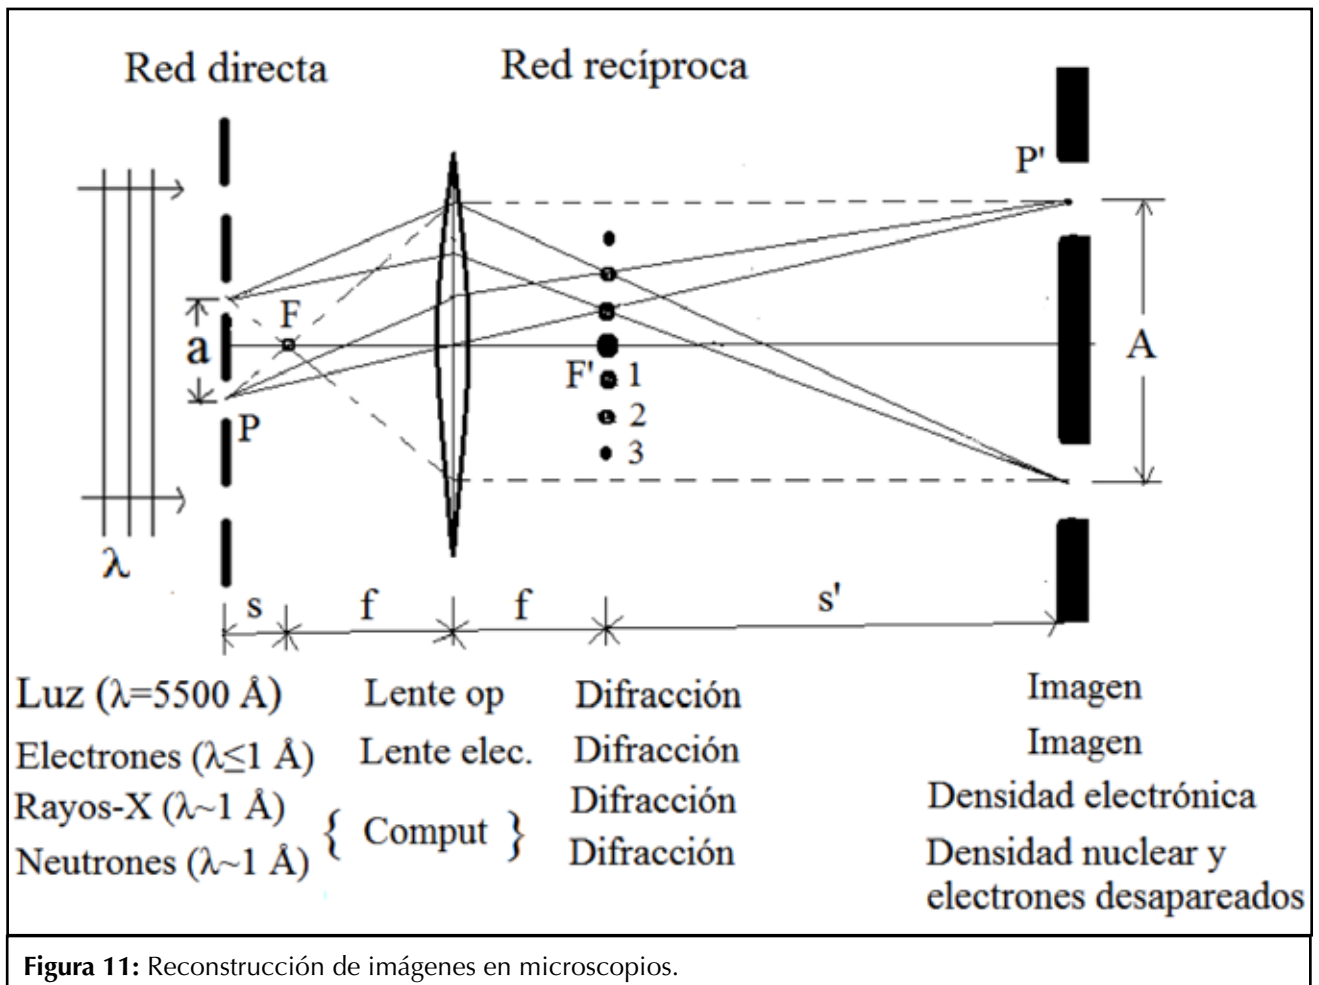 Red directa
Red recíproca
P'
F
a
A
F' 1
P
2
3
λ
s
f
f
s'
Luz (λ=5500 Å)
Lente op
Difracción
Imagen
Electrones (λ≤1 Å)
Lente elec.
Difracción
Imagen
Rayos-X (λ~1 Å)
Difracción
Densidad electrónica
{ Comput }
Neutrones (λ~1 Å)
Difracción
Densidad nuclear y
electrones desapareados
Figura 11: Reconstrucción de imágenes en microscopios.